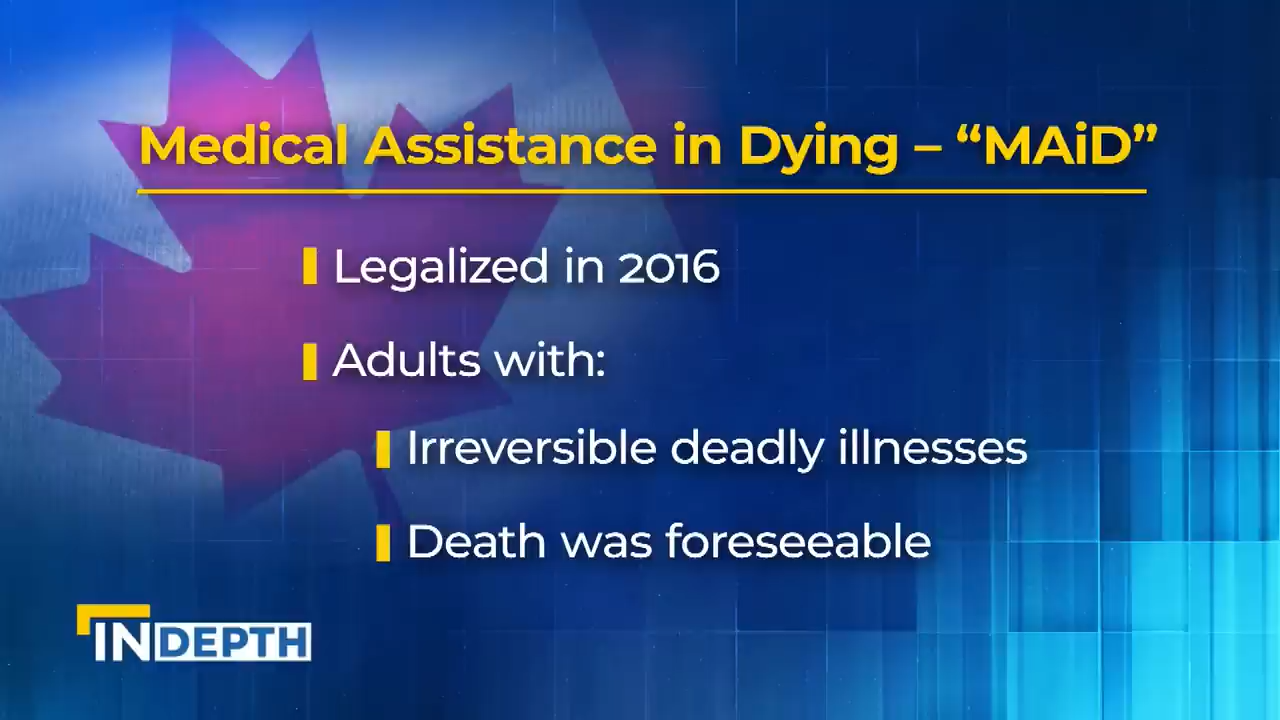 Medical Assistance in Dying – “MAiD”
Legalized in 2016
Adults with:
Irreversible deadly illnesses
Death was foreseeable
INDEPTH